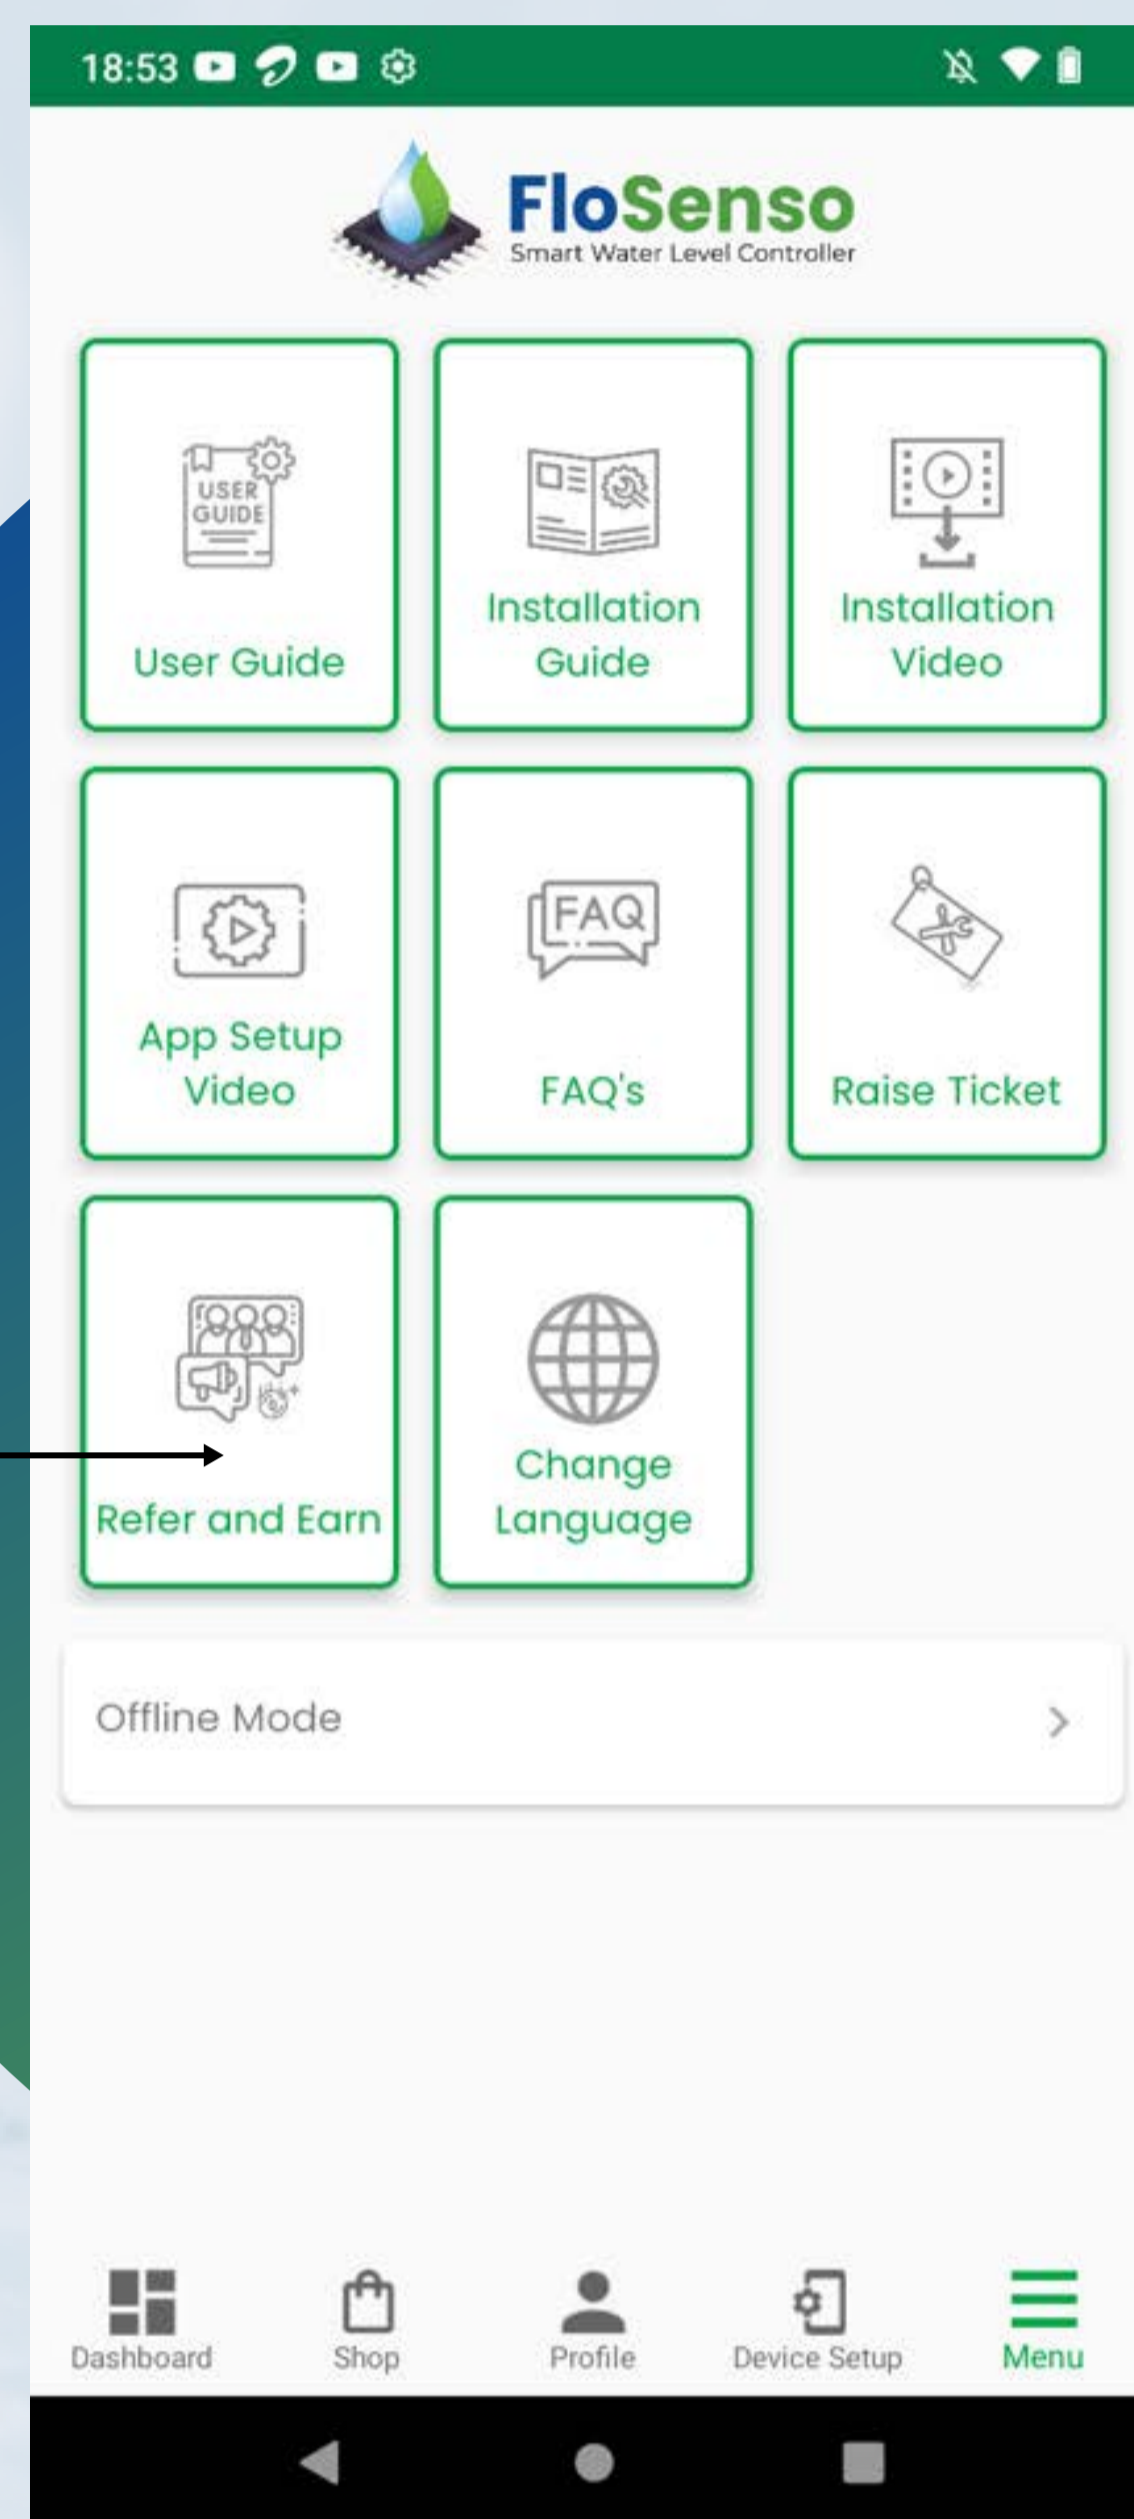 18:53
FloSenso
Smart Water Level Controller
USER
GUIDE
User Guide
Installation
Guide
Installation
Video
App Setup
Video
FAQ
FAQ's
Raise Ticket
Refer and Earn
Change
Language
Offline Mode
Dashboard
Shop
Profile
Device Setup
Menu